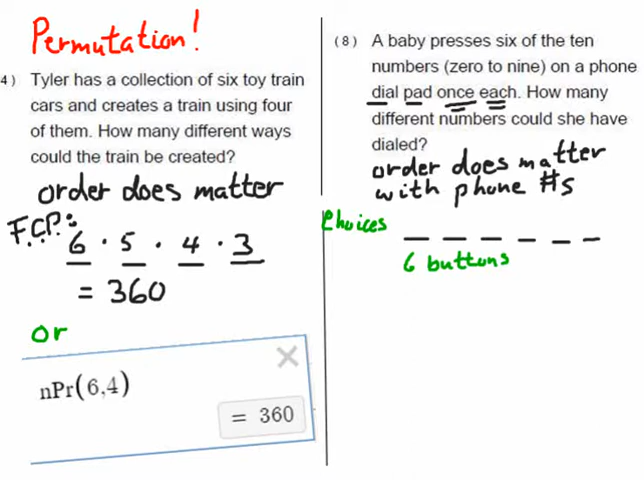 Permutation!
4) Tyler has a collection of six toy train
cars and creates a train using four
of them. How many different ways
could the train be created?
order does matter
F.C.P.:
6 · 5 · 4 · 3
= 360
or
nPr(6,4)
= 360
(8) A baby presses six of the ten
numbers (zero to nine) on a phone
dial pad once each. How many
different numbers could she have
dialed?
order does matter
with phone #s
Choices
6 buttons